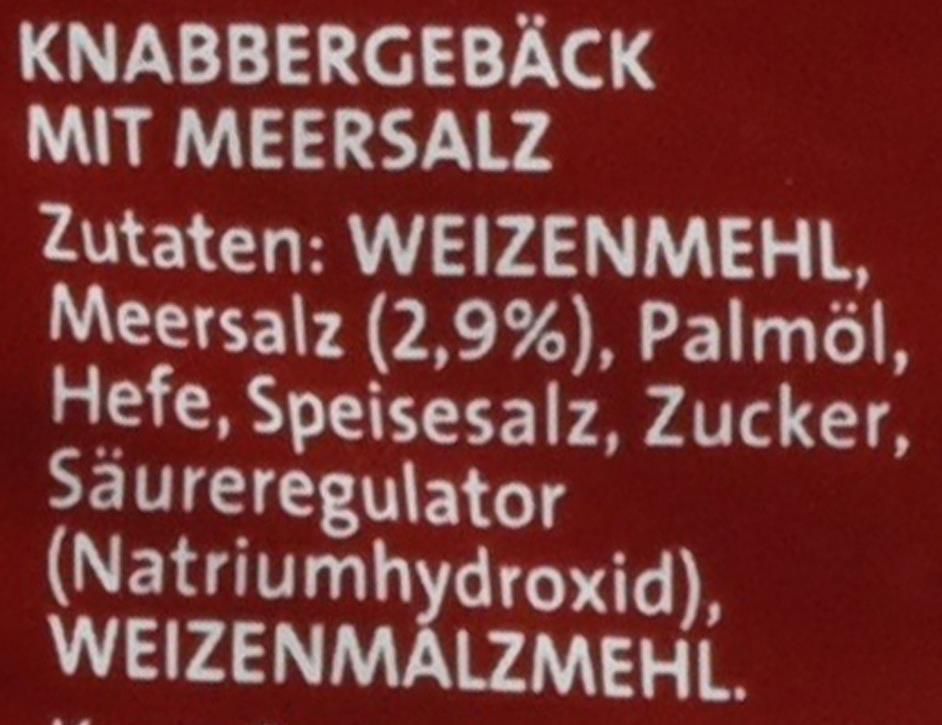 KNABBERGEBÄCK
MIT MEERSALZ
Zutaten: WEIZENMEHL,
Meersalz (2,9%), Palmöl,
Hefe, Speisesalz, Zucker,
Säureregulator
(Natriumhydroxid),
WEIZENMALZMEHL.